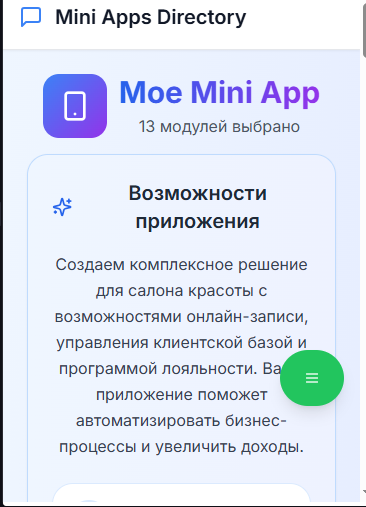 Mini Apps Directory
Мое Mini App
13 модулей выбрано
Возможности
приложения
Создаем комплексное решение
для салона красоты с
возможностями онлайн-записи,
управления клиентской базой и
программой лояльности. Ва
приложение поможет
автоматизировать бизнес-
процессы и увеличить доходы.